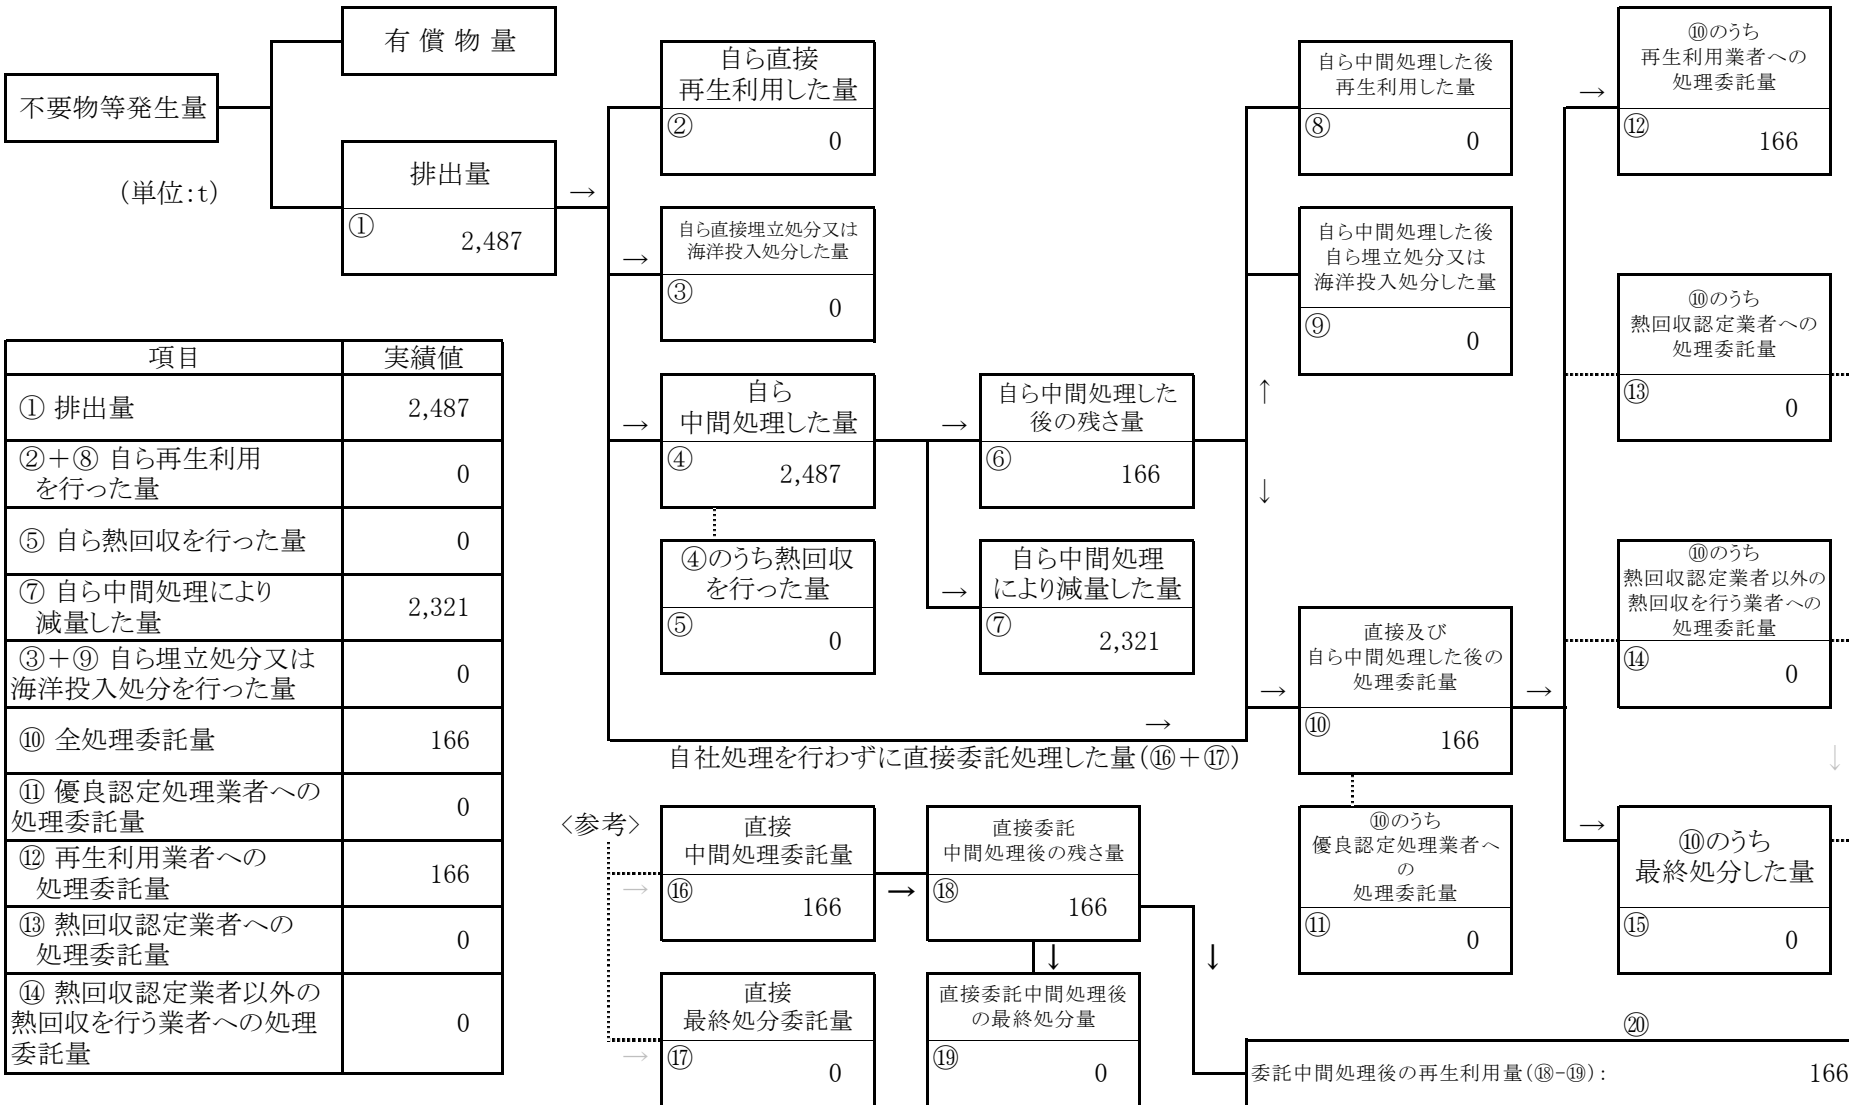 有 償 物 量
不要物等発生量
(単位:t)
排出量
①
2,487
→
自ら直接
再生利用した量
②
0
→
自ら直接埋立処分又は
海洋投入処分した量
③
0
→
自ら
中間処理した量
④
2,487
④のうち熱回収
を行った量
⑤
0
→
自ら中間処理した
後の残さ量
⑥
166
→
自ら中間処理
により減量した量
⑦
2,321
↑
↓
自ら中間処理した後
再生利用した量
⑧
0
自ら中間処理した後
自ら埋立処分又は
海洋投入処分した量
⑨
0
→
自社処理を行わずに直接委託処理した量(⑯+⑰)
→
直接及び
自ら中間処理した後の
処理委託量
⑩
166
→
⑩のうち
優良認定処理業者へ
の
処理委託量
⑪
0
→
⑩のうち
再生利用業者への
処理委託量
⑫
166
⑩のうち
熱回収認定業者への
処理委託量
⑬
0
⑩のうち
熱回収認定業者以外の
熱回収を行う業者への
処理委託量
⑭
0
↓
→
⑩のうち
最終処分した量
⑮
0
項目 実績値
① 排出量 2,487
②+⑧ 自ら再生利用
を行った量 0
⑤ 自ら熱回収を行った量 0
⑦ 自ら中間処理により
減量した量 2,321
③+⑨ 自ら埋立処分又は
海洋投入処分を行った量 0
⑩ 全処理委託量 166
⑪ 優良認定処理業者への
処理委託量 0
⑫ 再生利用業者への
処理委託量 166
⑬ 熱回収認定業者への
処理委託量 0
⑭ 熱回収認定業者以外の
熱回収を行う業者への処理
委託量 0
<参考>
→
直接
中間処理委託量
⑯
166
→
直接委託
中間処理後の残さ量
⑱
166
↓
↓
→
直接
最終処分委託量
⑰
0
直接委託中間処理後
の最終処分量
⑲
0
⑳
委託中間処理後の再生利用量(⑱-⑲): 166